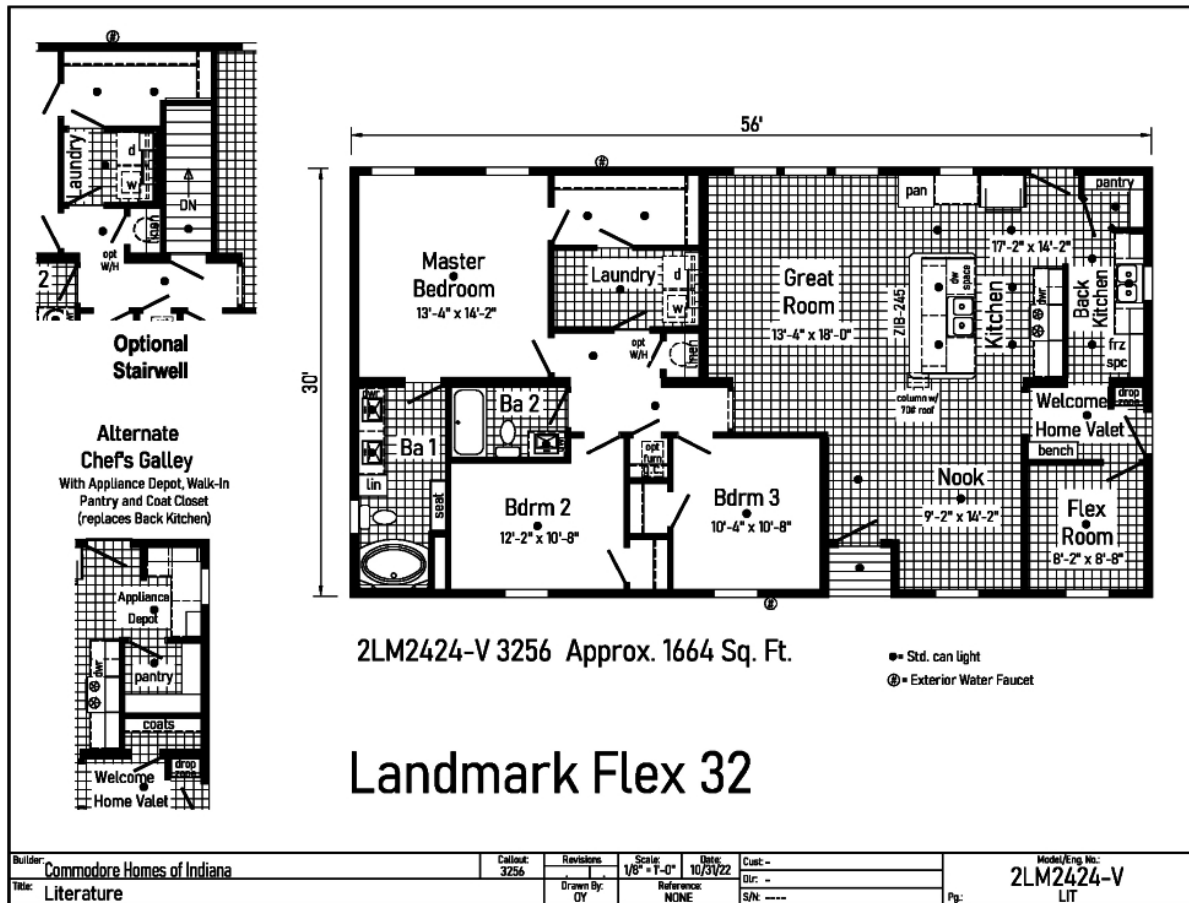 #
Laundry
d
w
DN
opt
W/H
2
Optional
Stairwell
Alternate
Chef's Galley
With Appliance Depot, Walk-In
Pantry and Coat Closet
(replaces Back Kitchen)
Appliance
Depot
dwr
pantry
coats
Welcome
Home Valet
drop
zone
56'
30'
#
Master
Bedroom
13'-4" x 14'-2"
Laundry
d
w
opt
W/H
Great
Room
13'-4" x 18'-0"
pan
pantry
17'-2" x 14'-2"
ZIB-245
dw
space
Kitchen
dwr
Back
Kitchen
frz
spc
column w/
70# roof
Welcome
Home Valet
drop
zone
bench
dwr
Ba 1
lin
seat
Ba 2
opt
furn
Bdrm 2
12'-2" x 10'-8"
Bdrm 3
10'-4" x 10'-8"
Nook
9'-2" x 14'-2"
Flex
Room
8'-2" x 8'-8"
#
2LM2424-V 3256 Approx. 1664 Sq. Ft.
●= Std. can light
# = Exterior Water Faucet
Landmark Flex 32
Builder: Commodore Homes of Indiana
Title: Literature
Callout:
3256
Revisions
Drawn By:
OY
Scale:
1/8" = 1'-0"
Date:
10/31/22
Reference:
NONE
Cust: -
Dlr: -
S/N: ----
Model/Eng. No.:
2LM2424-V
Pg.: LIT